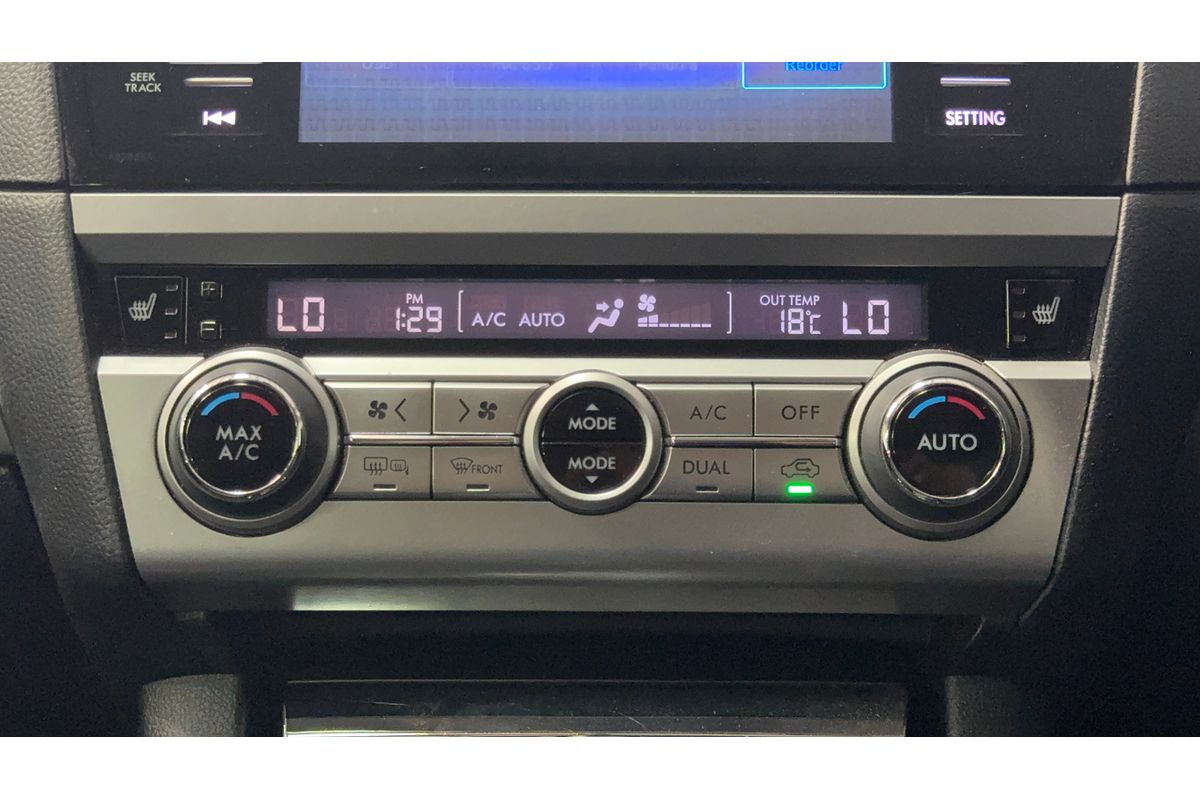 SEEK
TRACK
Reorder
SETTING
LO
PM
1:29
A/C AUTO
OUT TEMP
18°C
LO
MAX
A/C
MODE
MODE
A/C
OFF
FRONT
DUAL
AUTO